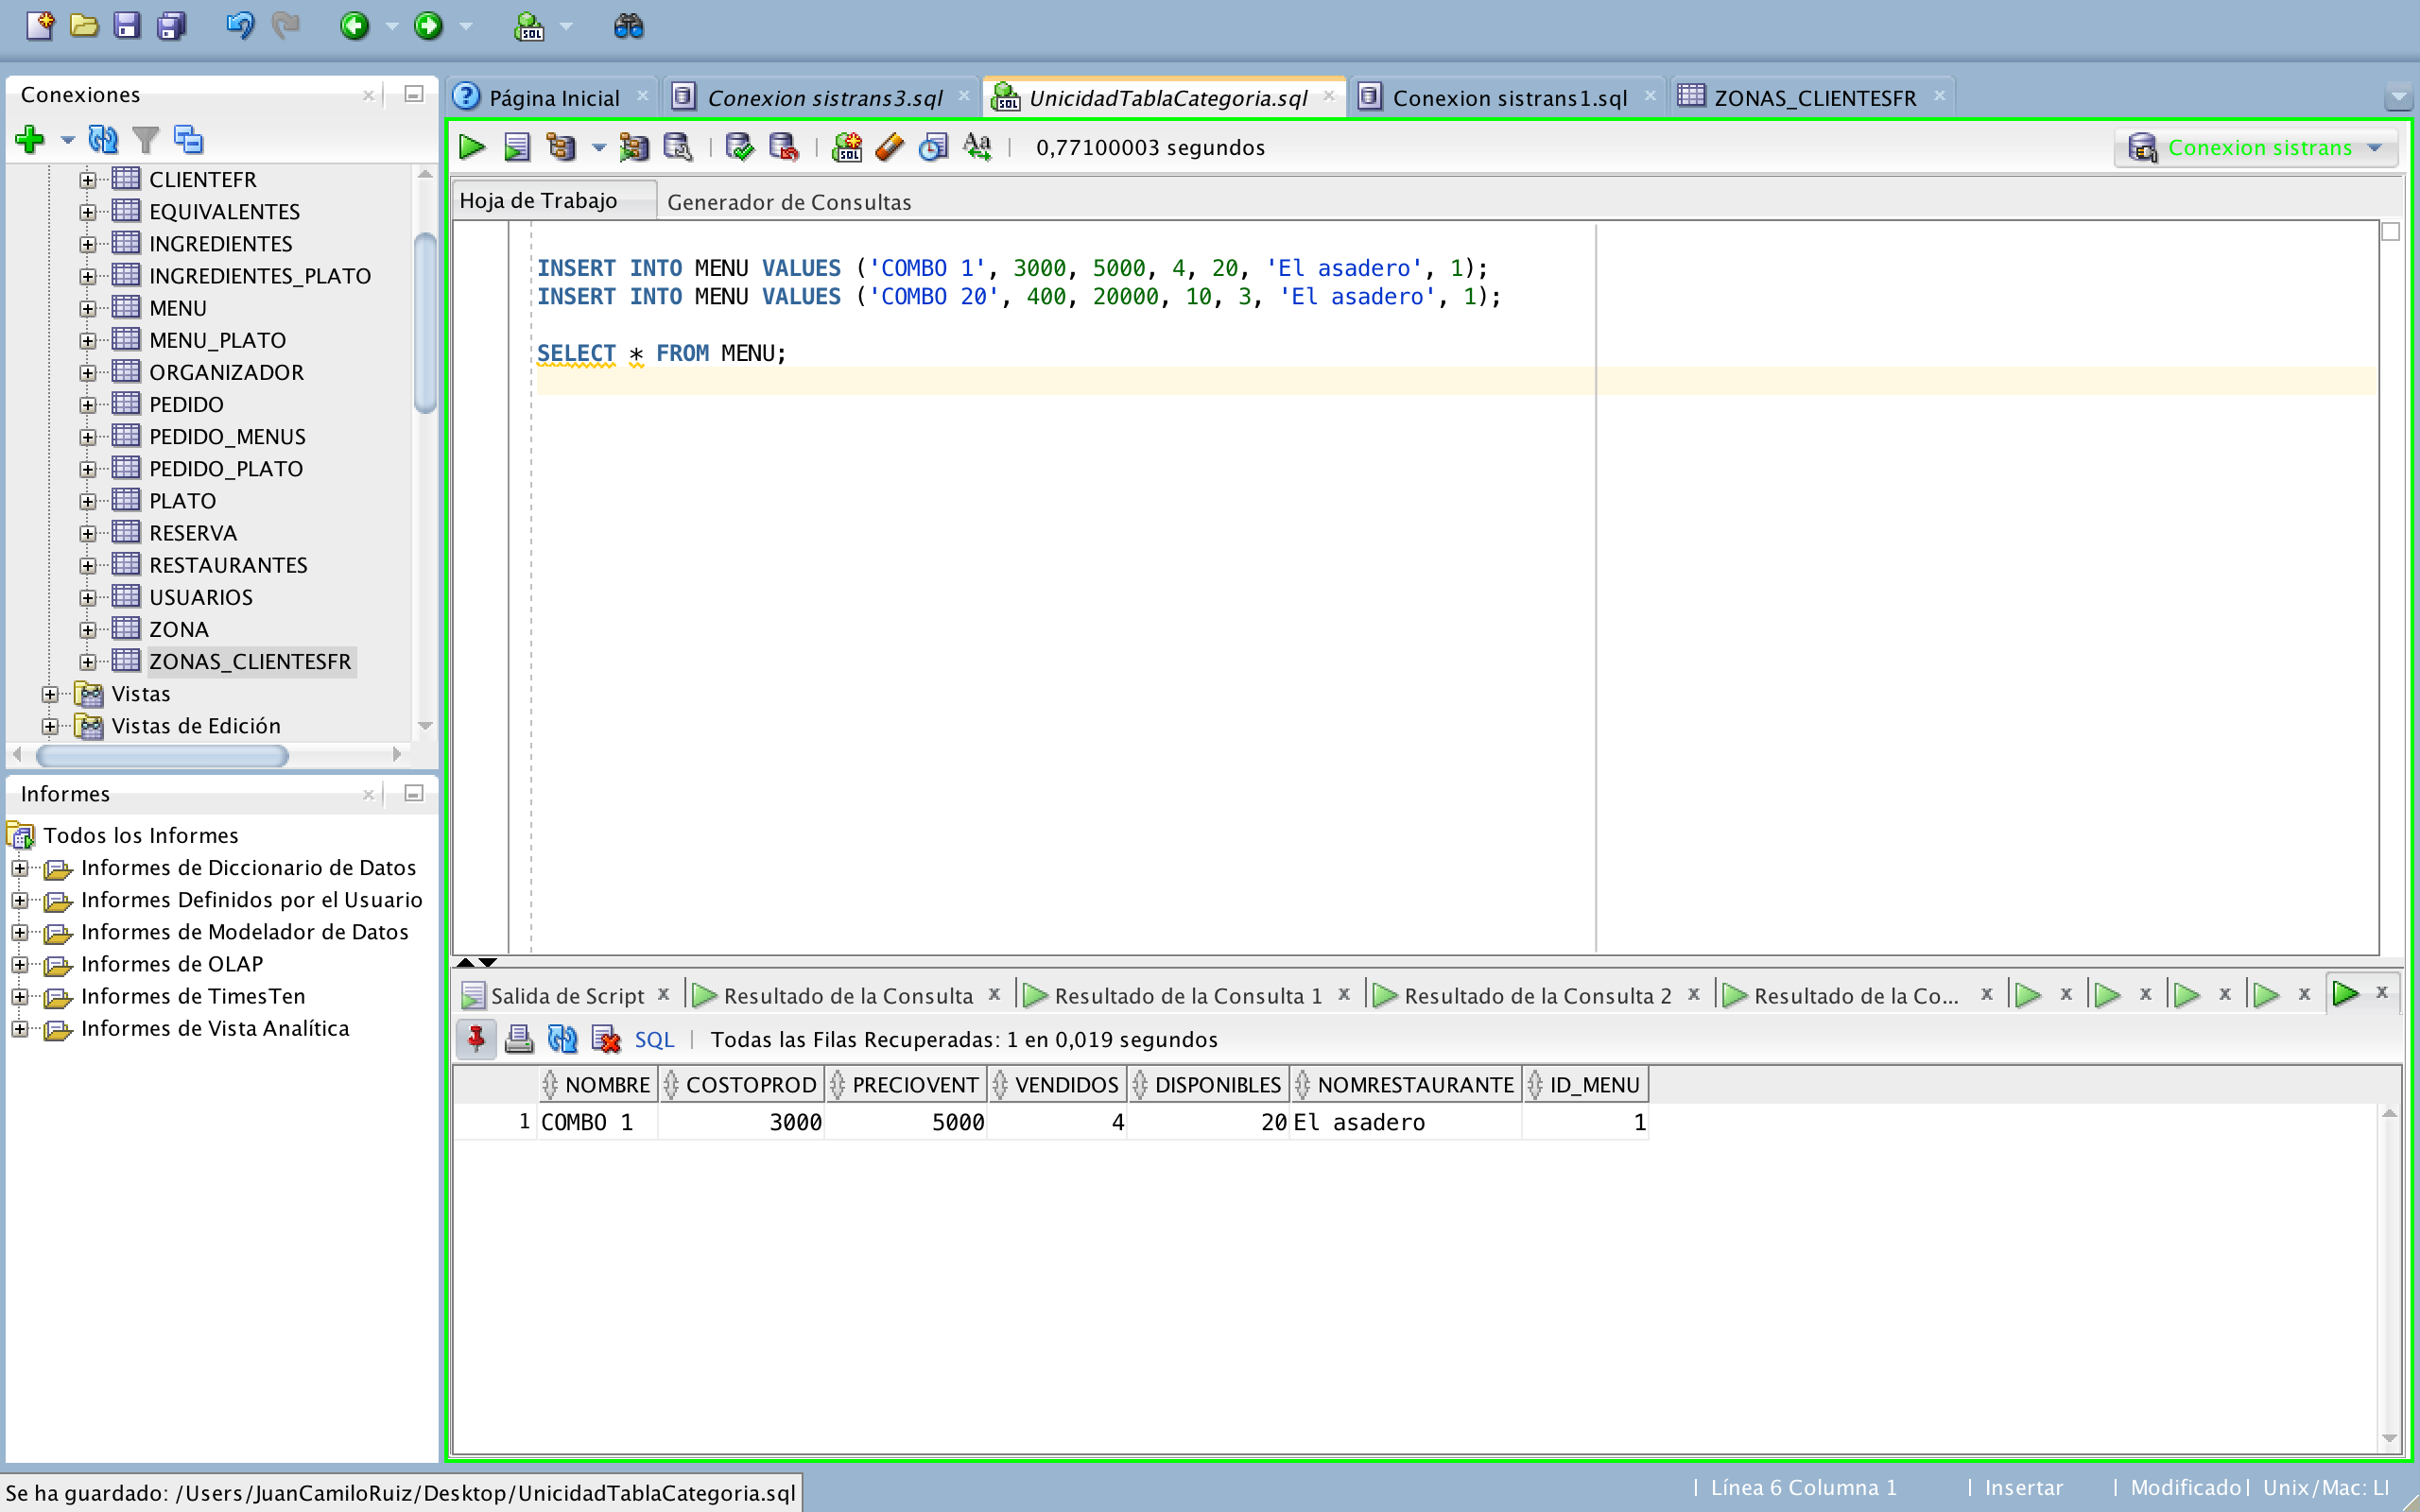 SQL
Conexiones
Página Inicial
Conexion sistrans3.sql
SQL
UnicidadTablaCategoria.sql
Conexion sistrans1.sql
ZONAS_CLIENTESFR
SQL
Aa
0,77100003 segundos
Conexion sistrans
Hoja de Trabajo
Generador de Consultas
CLIENTEFR
EQUIVALENTES
INGREDIENTES
INGREDIENTES_PLATO
MENU
MENU_PLATO
ORGANIZADOR
PEDIDO
PEDIDO_MENUS
PEDIDO_PLATO
PLATO
RESERVA
RESTAURANTES
USUARIOS
ZONA
ZONAS_CLIENTESFR
Vistas
Vistas de Edición
INSERT INTO MENU VALUES ('COMBO 1', 3000, 5000, 4, 20, 'El asadero', 1);
INSERT INTO MENU VALUES ('COMBO 20', 400, 20000, 10, 3, 'El asadero', 1);
SELECT * FROM MENU;
Informes
Todos los Informes
Informes de Diccionario de Datos
Informes Definidos por el Usuario
Informes de Modelador de Datos
Informes de OLAP
Informes de TimesTen
Informes de Vista Analítica
Salida de Script
Resultado de la Consulta
Resultado de la Consulta 1
Resultado de la Consulta 2
Resultado de la Co...
SQL
Todas las Filas Recuperadas: 1 en 0,019 segundos
NOMBRE COSTOPROD PRECIOVENT VENDIDOS DISPONIBLES NOMRESTAURANTE ID_MENU
1 COMBO 1 3000 5000 4 20 El asadero 1
Se ha guardado: /Users/JuanCamiloRuiz/Desktop/UnicidadTablaCategoria.sql
Línea 6 Columna 1
Insertar
Modificado
Unix/Mac: LI